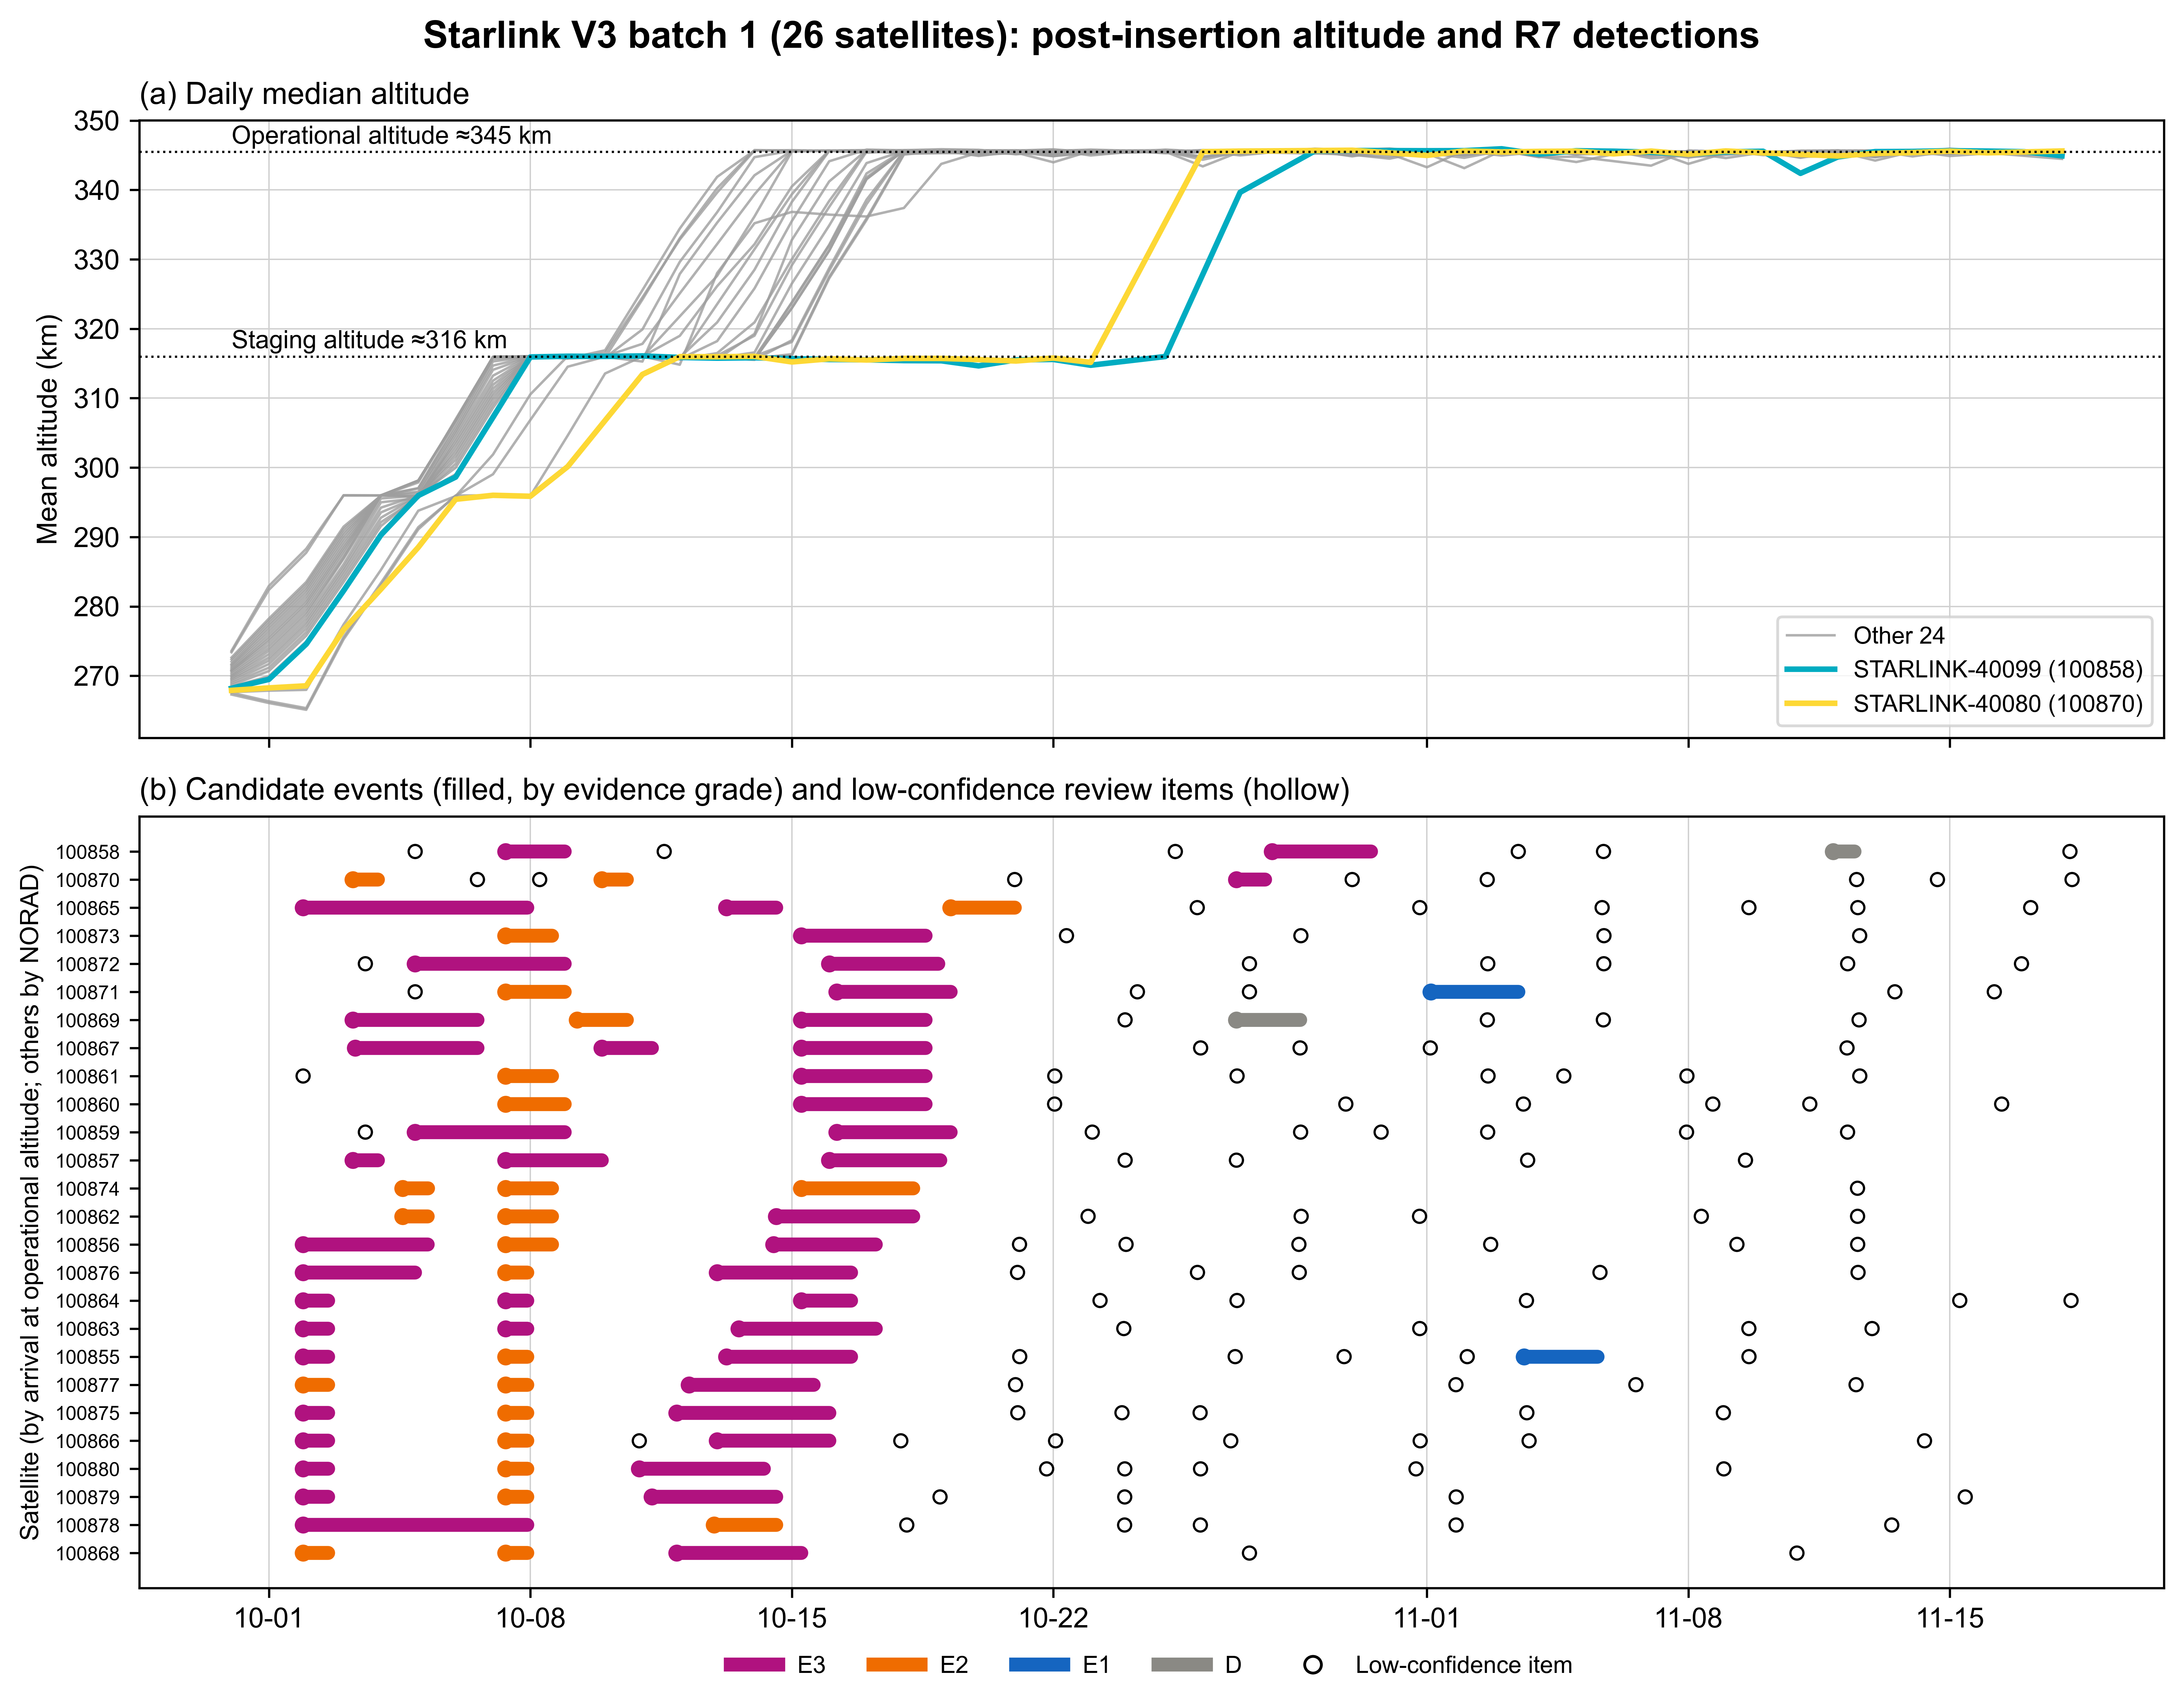 Starlink V3 batch 1 (26 satellites): post-insertion altitude and R7 detections
(a) Daily median altitude
Mean altitude (km)
350
340
330
320
310
300
290
280
270
Operational altitude ≈345 km
Staging altitude ≈316 km
Other 24
STARLINK-40099 (100858)
STARLINK-40080 (100870)
(b) Candidate events (filled, by evidence grade) and low-confidence review items (hollow)
Satellite (by arrival at operational altitude; others by NORAD)
100858
100870
100865
100873
100872
100871
100869
100867
100861
100860
100859
100857
100874
100862
100856
100876
100864
100863
100855
100877
100875
100866
100880
100879
100878
100868
10-01 10-08 10-15 10-22 11-01 11-08 11-15
E3 E2 E1 D Low-confidence item